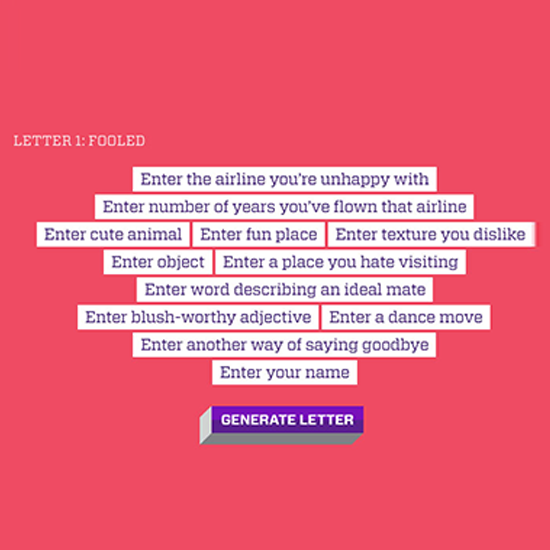 LETTER 1: FOOLED
Enter the airline you're unhappy with
Enter number of years you've flown that airline
Enter cute animal Enter fun place Enter texture you dislike
Enter object Enter a place you hate visiting
Enter word describing an ideal mate
Enter blush-worthy adjective Enter a dance move
Enter another way of saying goodbye
Enter your name
GENERATE LETTER